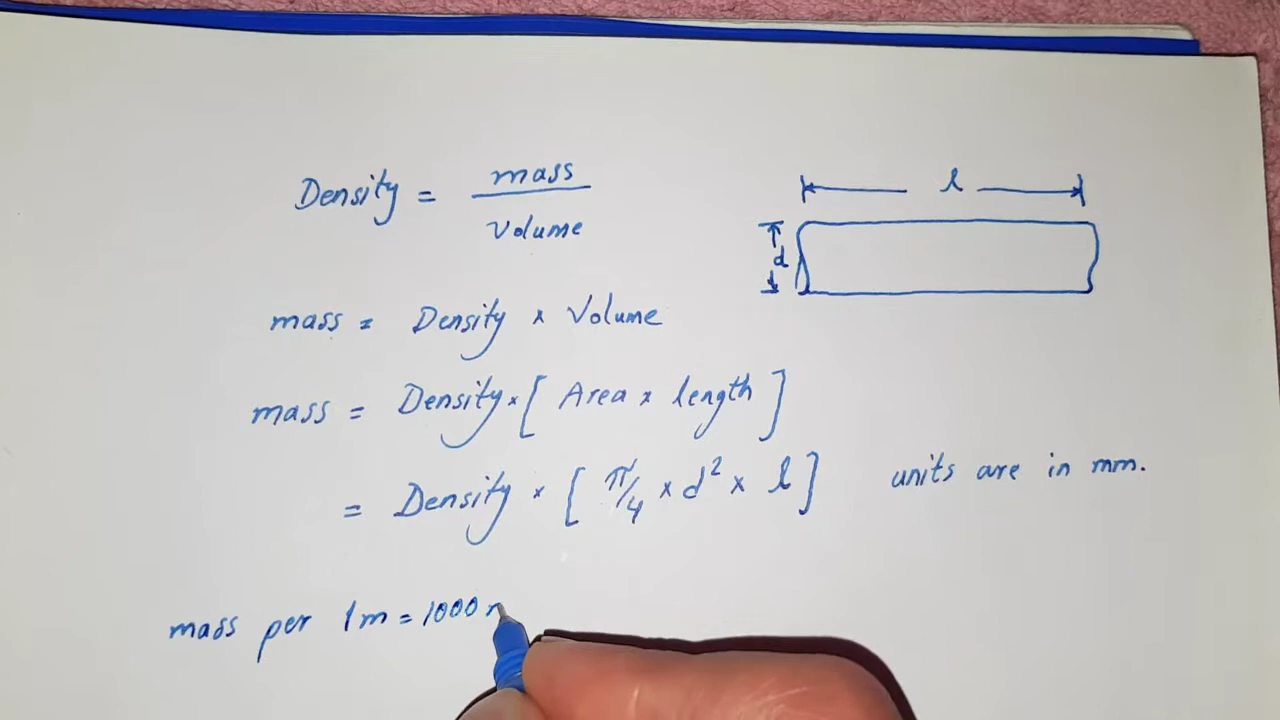 Density = mass / Volume
l
d
mass = Density × Volume
mass = Density × [ Area × length ]
= Density × [ π/4 × d² × l ] units are in mm.
mass per 1m = 1000